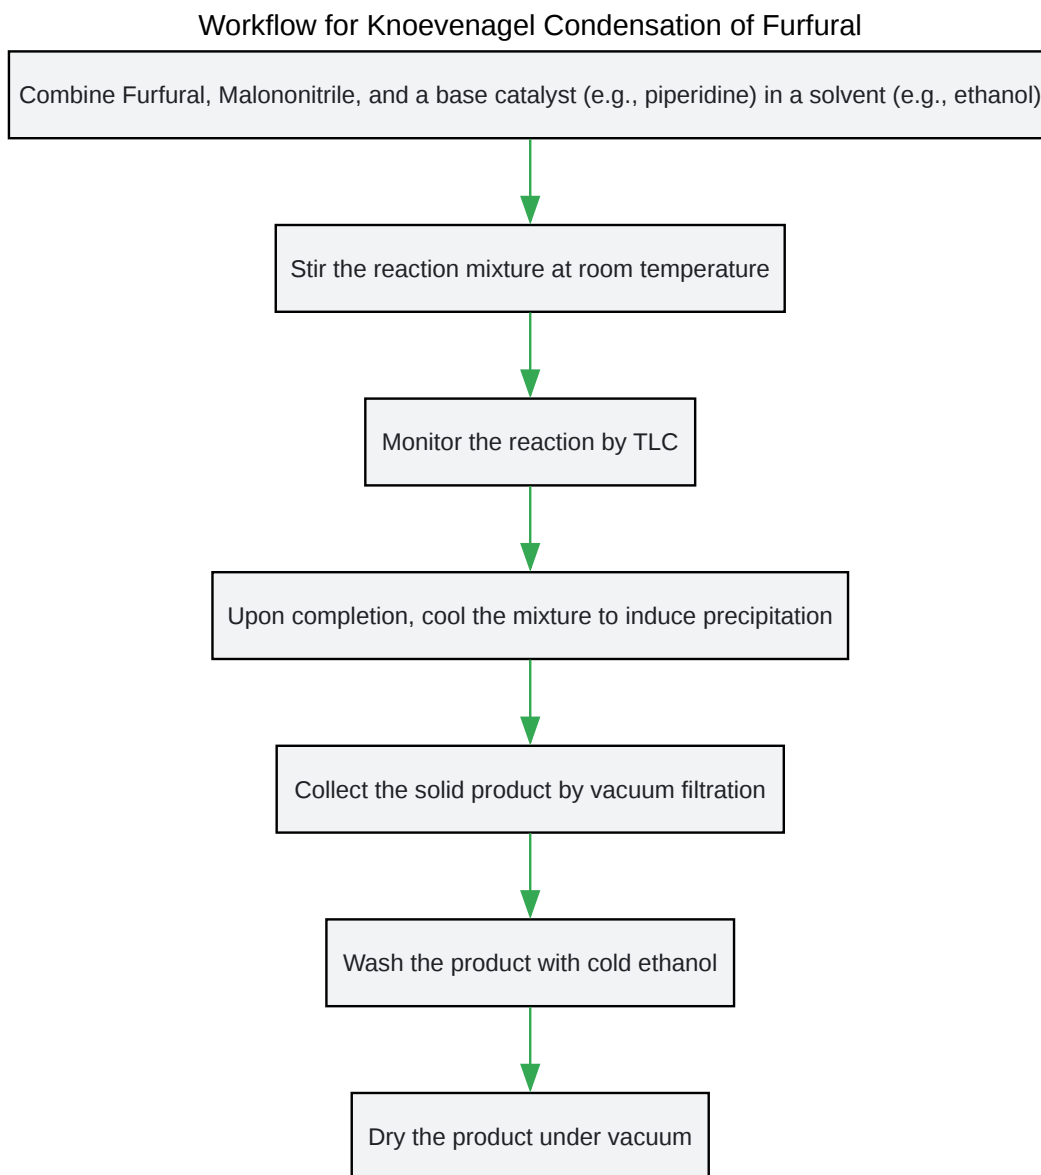 Workflow for Knoevenagel Condensation of Furfural
Combine Furfural, Malononitrile, and a base catalyst (e.g., piperidine) in a solvent (e.g., ethanol)
Stir the reaction mixture at room temperature
Monitor the reaction by TLC
Upon completion, cool the mixture to induce precipitation
Collect the solid product by vacuum filtration
Wash the product with cold ethanol
Dry the product under vacuum